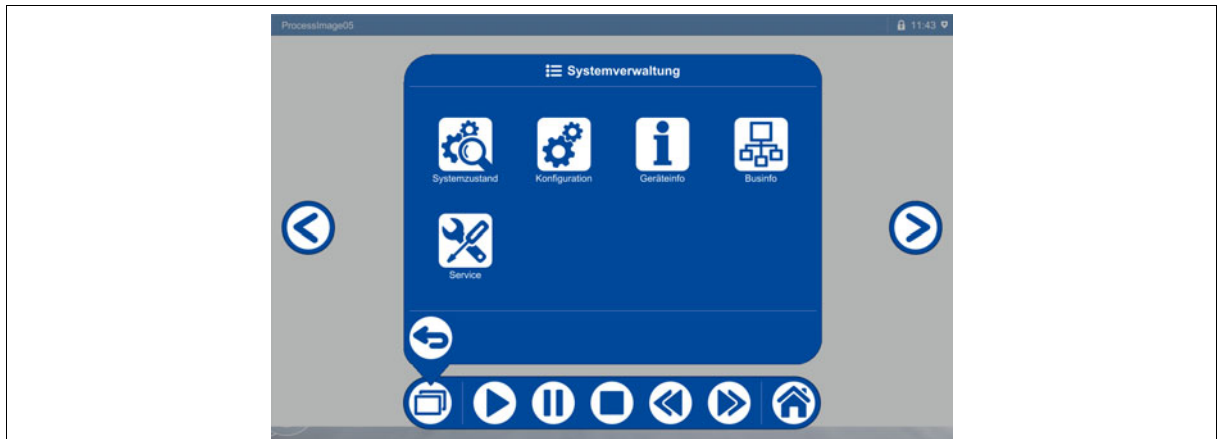 ProcessImage05 11:43
Systemverwaltung
Systemzustand Konfiguration Geräteinfo Businfo
Service